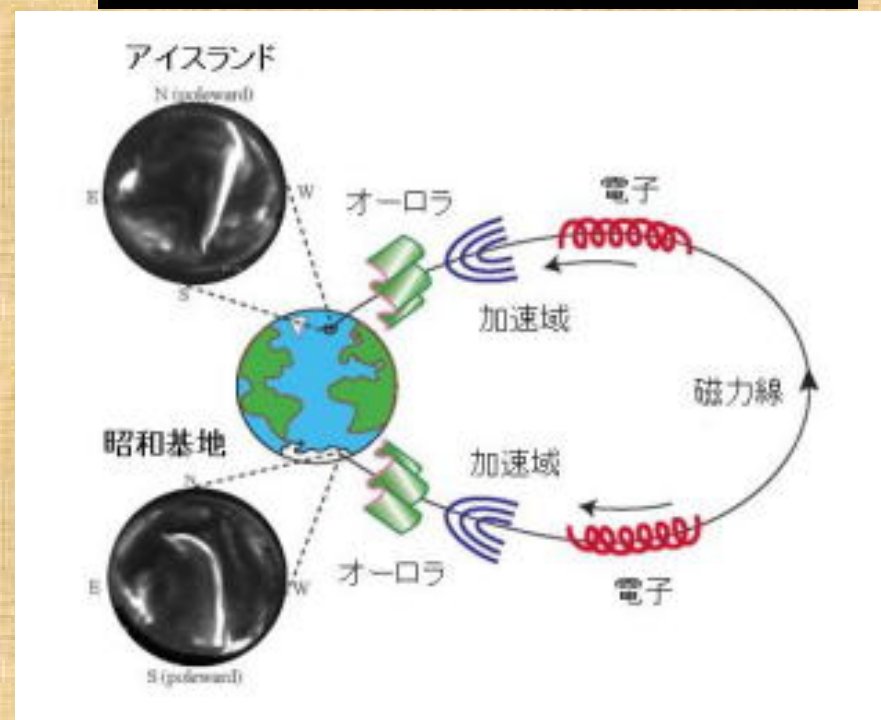 アイスランド
N (poleward)
E
W
S
オーロラ
電子
加速域
磁力線
昭和基地
加速域
N
E
W
オーロラ
電子
S (poleward)